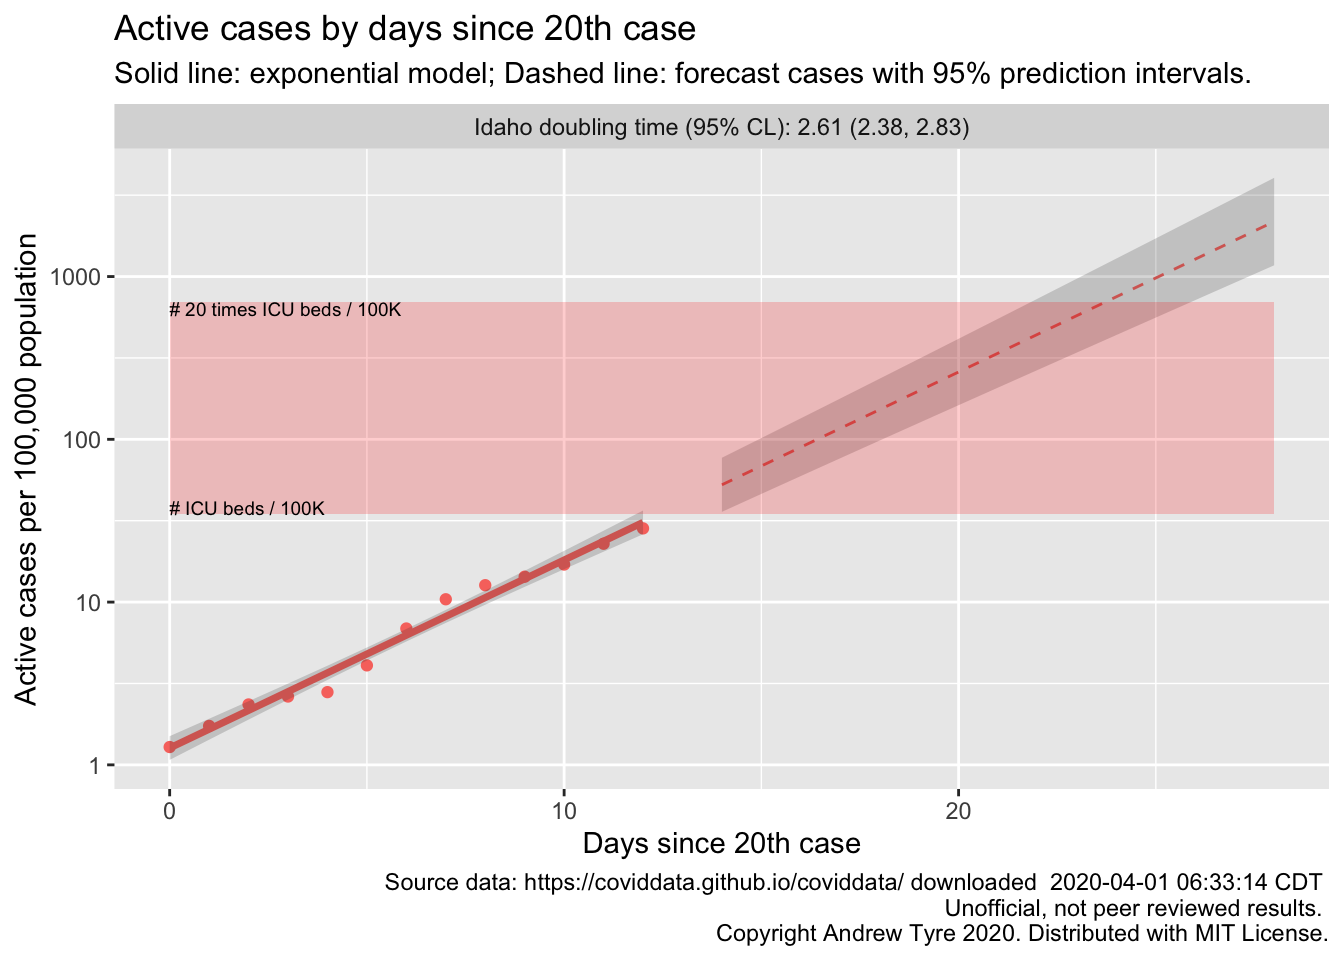 Active cases by days since 20th case
Solid line: exponential model; Dashed line: forecast cases with 95% prediction intervals.
Idaho doubling time (95% CL): 2.61 (2.38, 2.83)
Active cases per 100,000 population
1000
100
10
1
# 20 times ICU beds / 100K
# ICU beds / 100K
0
10
20
Days since 20th case
Source data: https://coviddata.github.io/coviddata/ downloaded  2020-04-01 06:33:14 CDT
Unofficial, not peer reviewed results.
Copyright Andrew Tyre 2020. Distributed with MIT License.